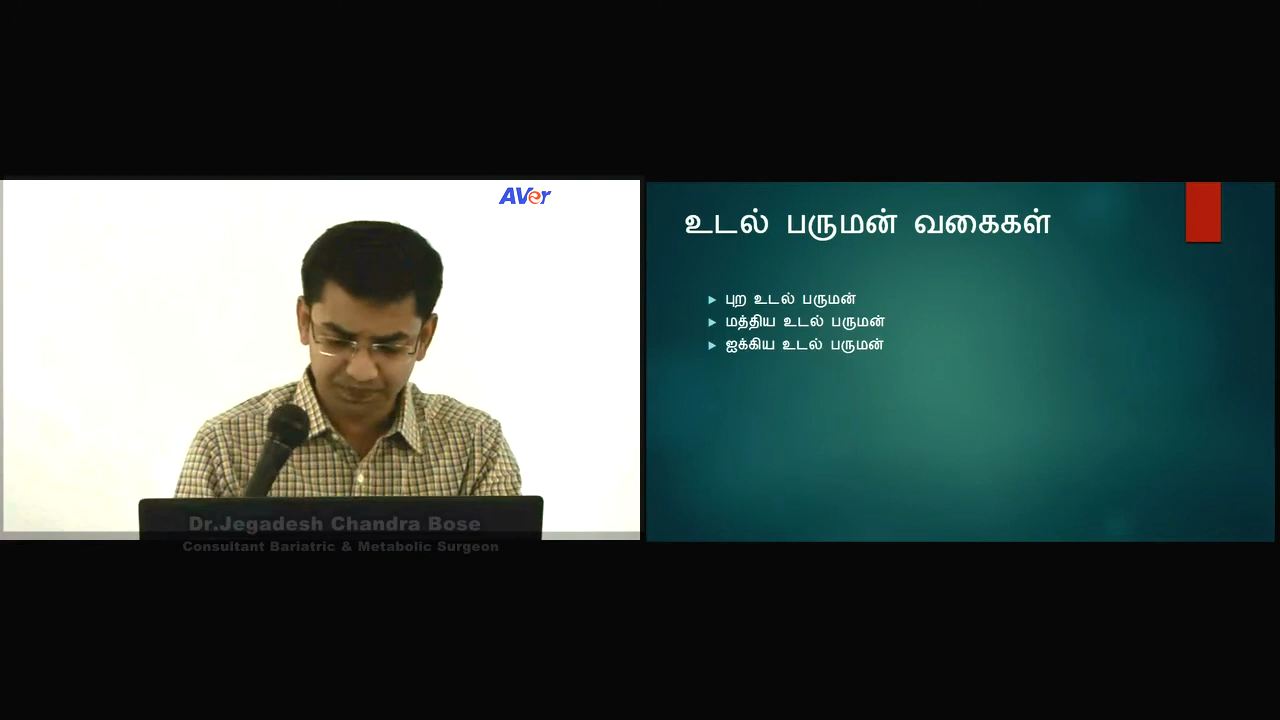 AVer
Dr.Jegadesh Chandra Bose
Consultant Bariatric & Metabolic Surgeon
உடல் பருமன் வகைகள்
புற உடல் பருமன்
மத்திய உடல் பருமன்
ஐக்கிய உடல் பருமன்